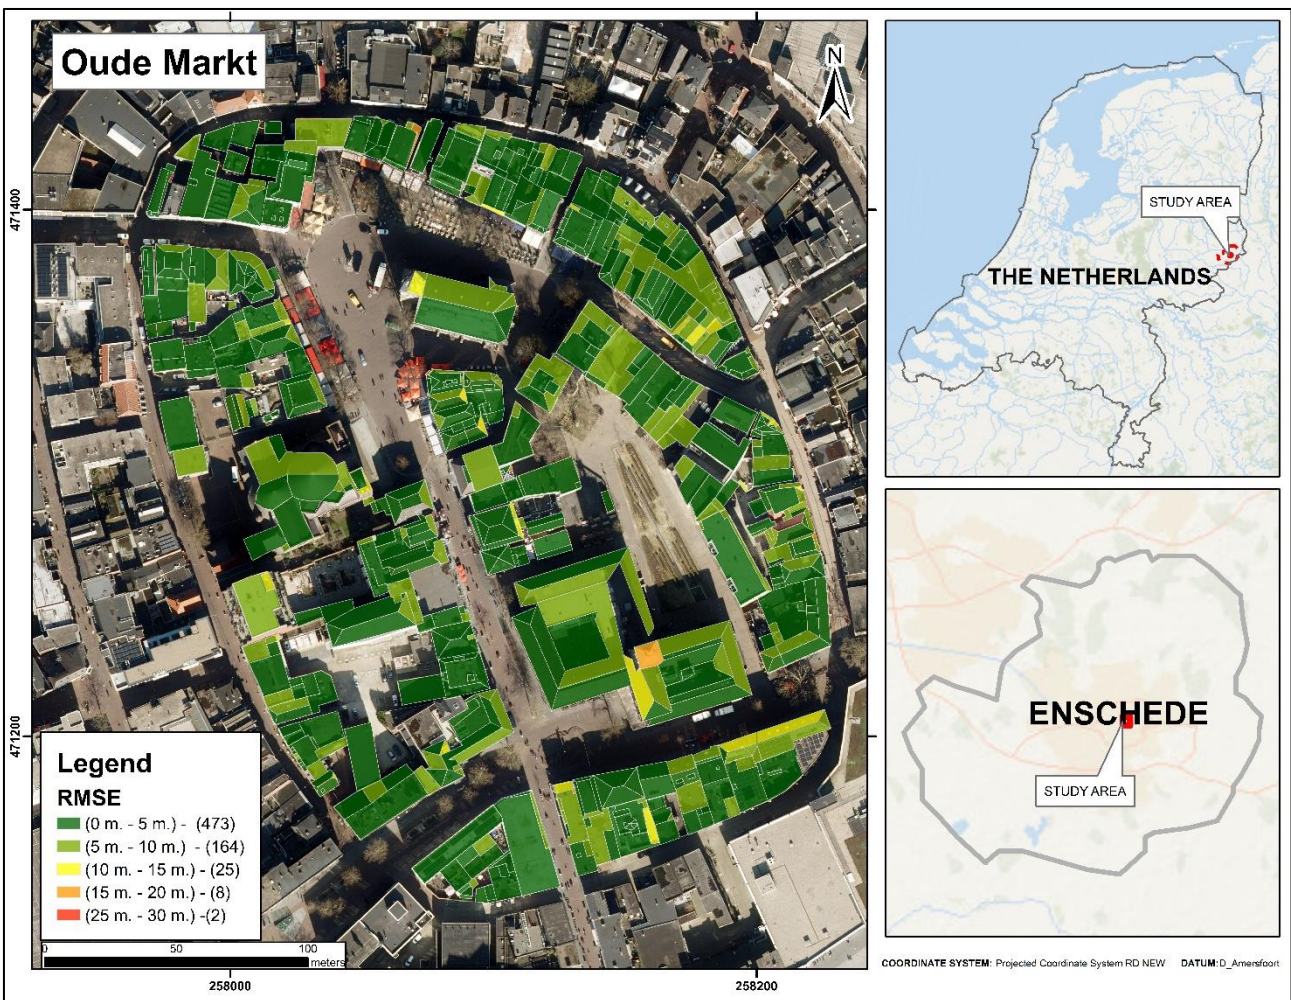 Oude Markt
N
471400
471200
Legend
RMSE
(0 m. - 5 m.) - (473)
(5 m. - 10 m.) - (164)
(10 m. - 15 m.) - (25)
(15 m. - 20 m.) - (8)
(25 m. - 30 m.) -(2)
0 50 100
meters
258000
258200
STUDY AREA
THE NETHERLANDS
ENSCHEDE
STUDY AREA
COORDINATE SYSTEM: Projected Coordinate System RD NEW DATUM: D_Amersfoort